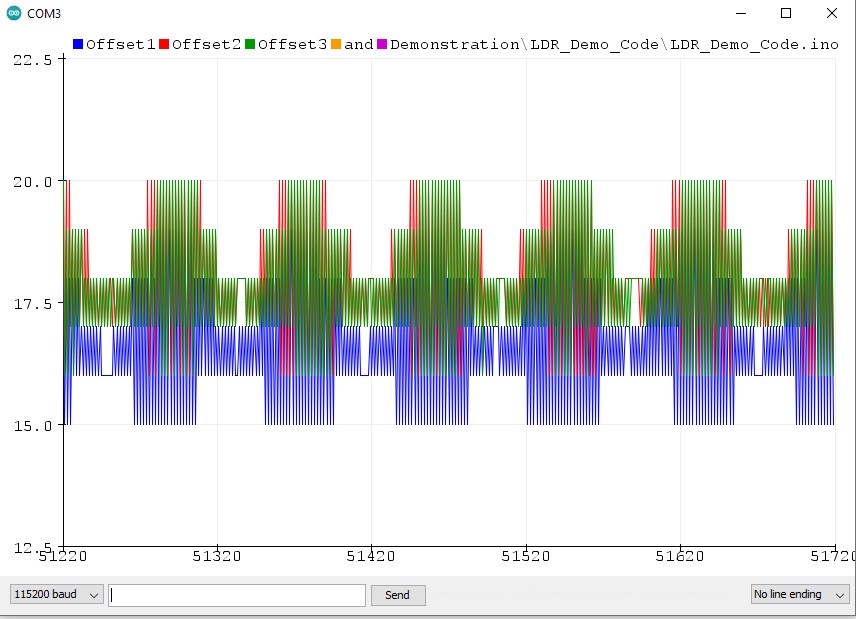 COM3
Offset1 Offset2 Offset3 and Demonstration\LDR_Demo_Code\LDR_Demo_Code.ino
22.5
20.0
17.5
15.0
12.5
51220 51320 51420 51520 51620 51720
115200 baud Send No line ending